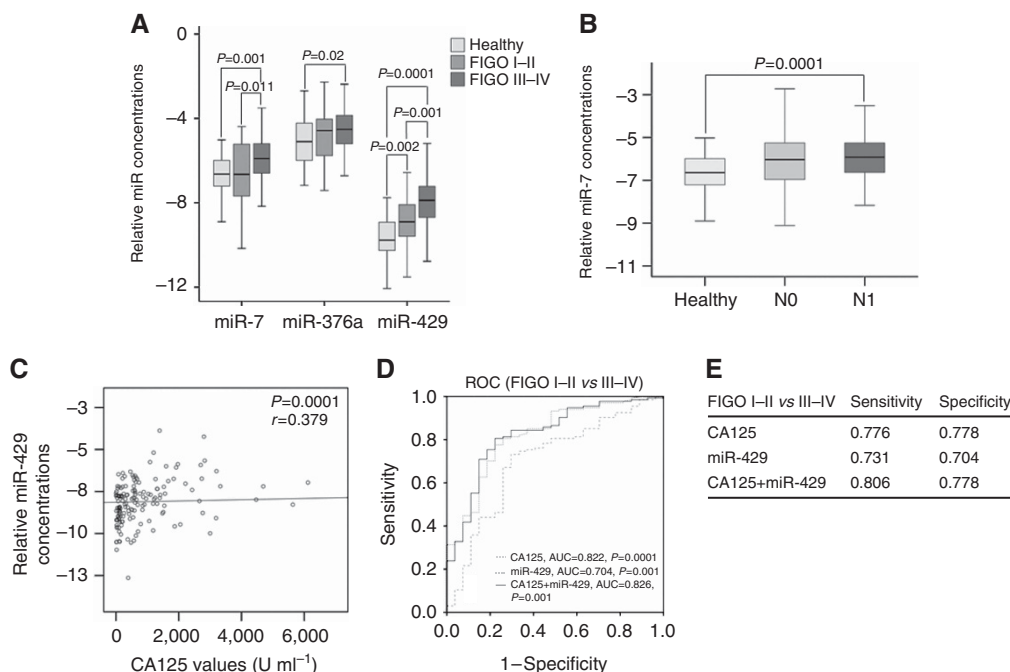 A
Relative miR concentrations
0
−4
−8
−12
P=0.001
P=0.011
P=0.02
P=0.0001
P=0.001
P=0.002
Healthy
FIGO I–II
FIGO III–IV
miR-7 miR-376a miR-429
B
Relative miR-7 concentrations
−3
−5
−7
−9
−11
P=0.0001
Healthy N0 N1
C
Relative miR-429
concentrations
−3
−5
−8
−10
−13
P=0.0001
r=0.379
0 2,000 4,000 6,000
CA125 values (U ml⁻¹)
D
ROC (FIGO I–II vs III–IV)
Sensitivity
1.0
0.8
0.6
0.4
0.2
0.0
CA125, AUC=0.822, P=0.0001
miR-429, AUC=0.704, P=0.001
CA125+miR-429, AUC=0.826,
P=0.001
0.0 0.2 0.4 0.6 0.8 1.0
1−Specificity
E
FIGO I–II vs III–IV Sensitivity Specificity
CA125 0.776 0.778
miR-429 0.731 0.704
CA125+miR-429 0.806 0.778